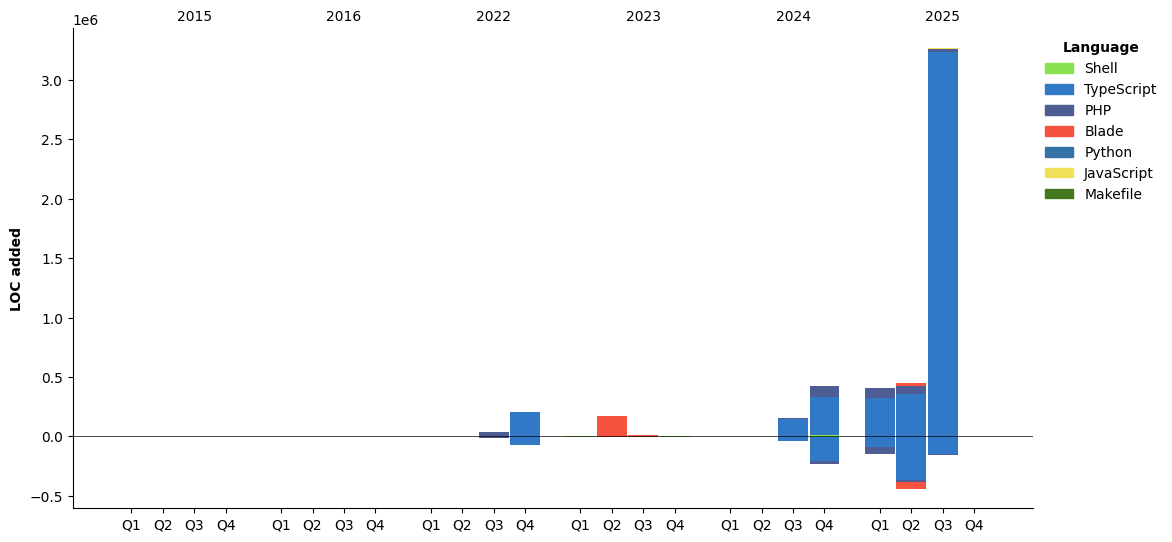 1e6
2015 2016 2022 2023 2024 2025
Language
Shell
TypeScript
PHP
Blade
Python
JavaScript
Makefile
LOC added
3.0
2.5
2.0
1.5
1.0
0.5
0.0
−0.5
Q1 Q2 Q3 Q4 Q1 Q2 Q3 Q4 Q1 Q2 Q3 Q4 Q1 Q2 Q3 Q4 Q1 Q2 Q3 Q4 Q1 Q2 Q3 Q4